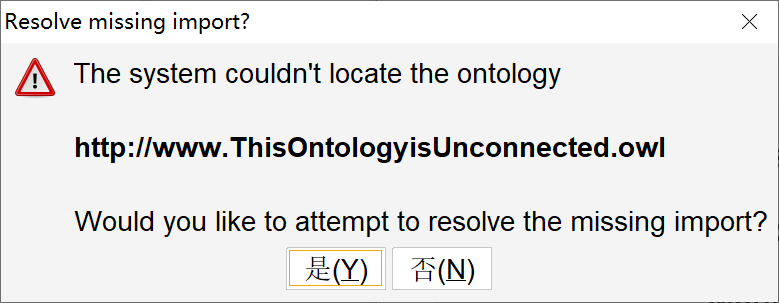 Resolve missing import?
The system couldn't locate the ontology
http://www.ThisOntologyisUnconnected.owl
Would you like to attempt to resolve the missing import?
是(Y) 否(N)